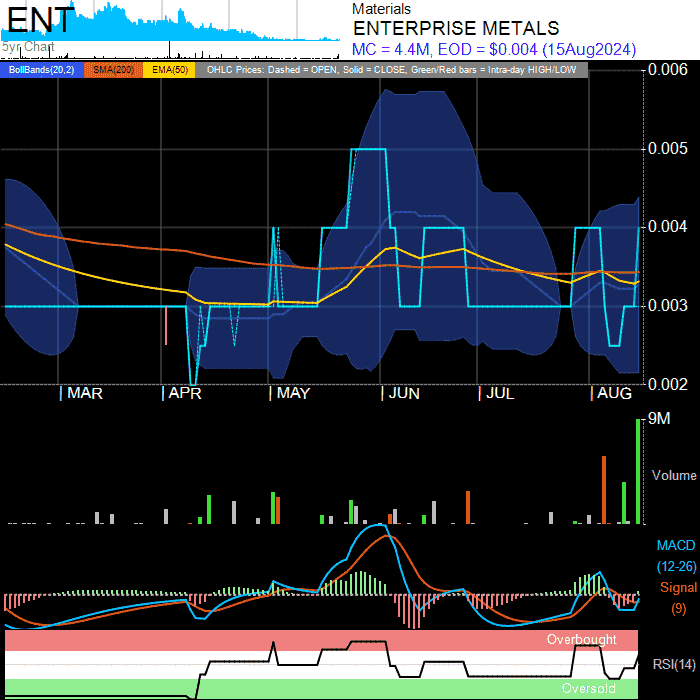 ENT
5yr Chart
Materials
ENTERPRISE METALS
MC = 4.4M, EOD = $0.004 (15Aug2024)
BollBands(20,2) SMA(200) EMA(50) OHLC Prices: Dashed = OPEN, Solid = CLOSE, Green/Red bars = Intra-day HIGH/LOW
0.006
0.005
0.004
0.003
0.002
MAR APR MAY JUN JUL AUG
9M
Volume
MACD
(12-26)
Signal
(9)
Overbought
RSI(14)
Oversold